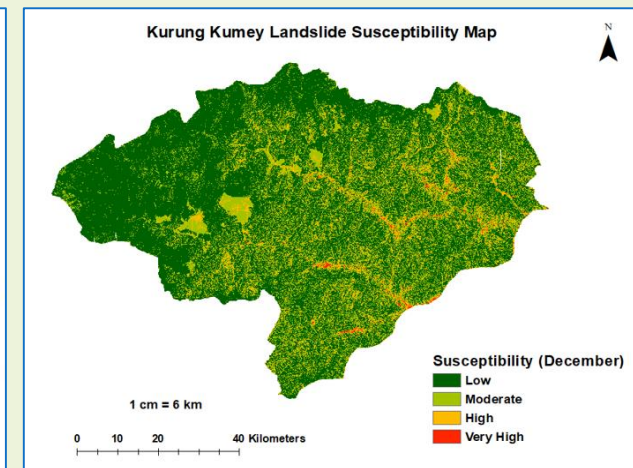 Kurung Kumey Landslide Susceptibility Map
N
Susceptibility (December)
Low
Moderate
High
Very High
1 cm = 6 km
0 10 20 40 Kilometers